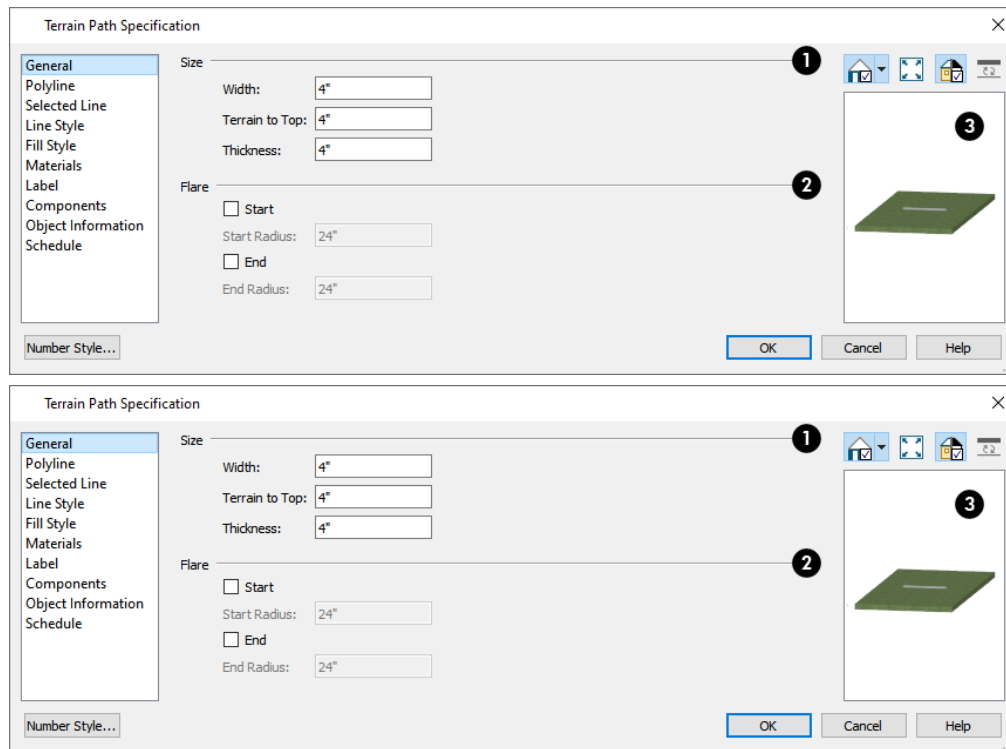 Terrain Path Specification
General
Polyline
Selected Line
Line Style
Fill Style
Materials
Label
Components
Object Information
Schedule
Size
1
Width: 4"
Terrain to Top: 4"
Thickness: 4"
Flare
2
Start
Start Radius: 24"
End
End Radius: 24"
3
Number Style...
OK
Cancel
Help
Terrain Path Specification
General
Polyline
Selected Line
Line Style
Fill Style
Materials
Label
Components
Object Information
Schedule
Size
1
Width: 4"
Terrain to Top: 4"
Thickness: 4"
Flare
2
Start
Start Radius: 24"
End
End Radius: 24"
3
Number Style...
OK
Cancel
Help